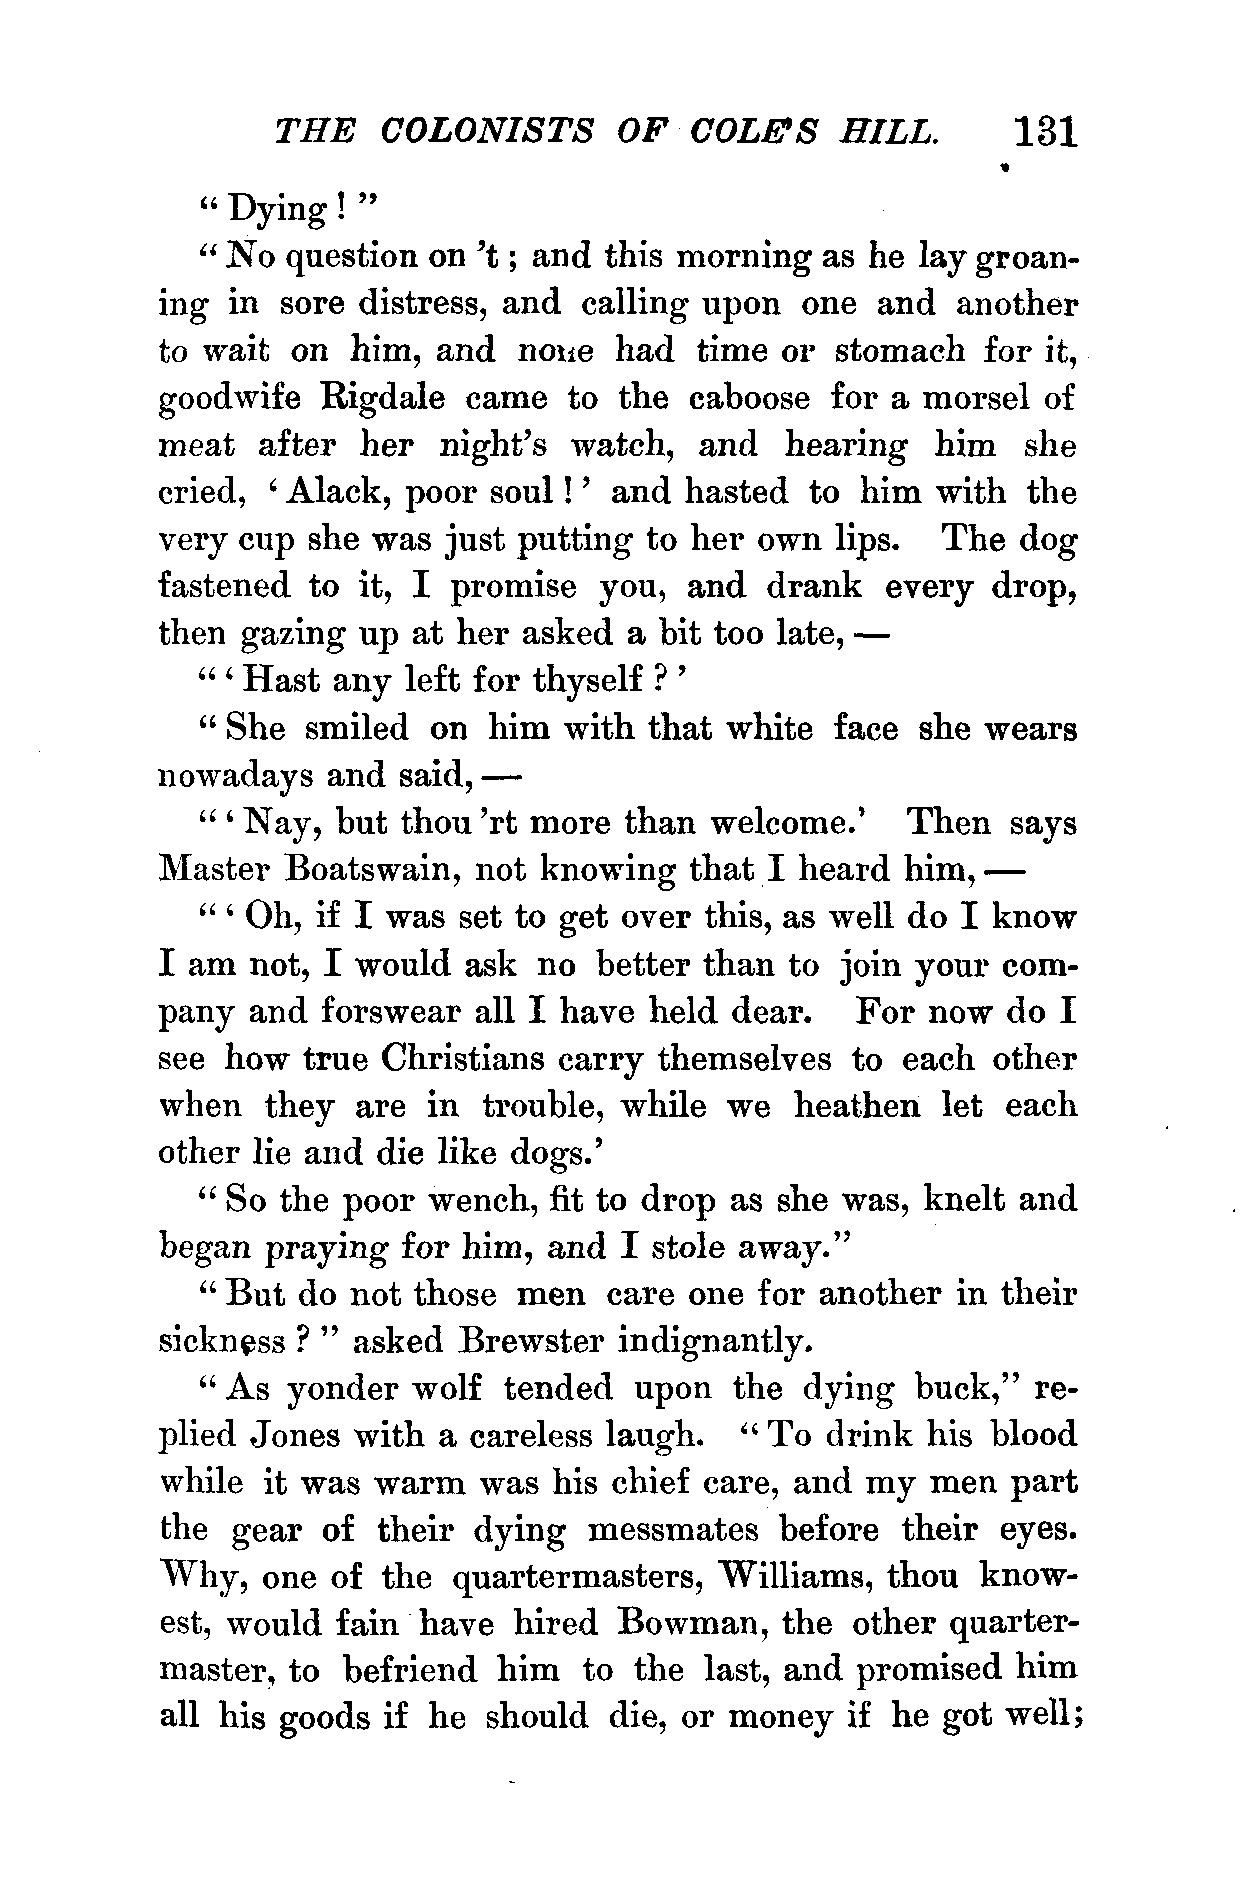 THE COLONISTS OF COLE'S HILL. 131
" Dying ! "
" No question on 't ; and this morning as he lay groan-
ing in sore distress, and calling upon one and another
to wait on him, and none had time or stomach for it,
goodwife Rigdale came to the caboose for a morsel of
meat after her night's watch, and hearing him she
cried, ' Alack, poor soul ! ' and hasted to him with the
very cup she was just putting to her own lips. The dog
fastened to it, I promise you, and drank every drop,
then gazing up at her asked a bit too late, —
" ' Hast any left for thyself ? '
" She smiled on him with that white face she wears
nowadays and said, —
" ' Nay, but thou 'rt more than welcome.' Then says
Master Boatswain, not knowing that I heard him, —
" ' Oh, if I was set to get over this, as well do I know
I am not, I would ask no better than to join your com-
pany and forswear all I have held dear. For now do I
see how true Christians carry themselves to each other
when they are in trouble, while we heathen let each
other lie and die like dogs.'
" So the poor wench, fit to drop as she was, knelt and
began praying for him, and I stole away."
" But do not those men care one for another in their
sickness ? " asked Brewster indignantly.
" As yonder wolf tended upon the dying buck," re-
plied Jones with a careless laugh. " To drink his blood
while it was warm was his chief care, and my men part
the gear of their dying messmates before their eyes.
Why, one of the quartermasters, Williams, thou know-
est, would fain have hired Bowman, the other quarter-
master, to befriend him to the last, and promised him
all his goods if he should die, or money if he got well;